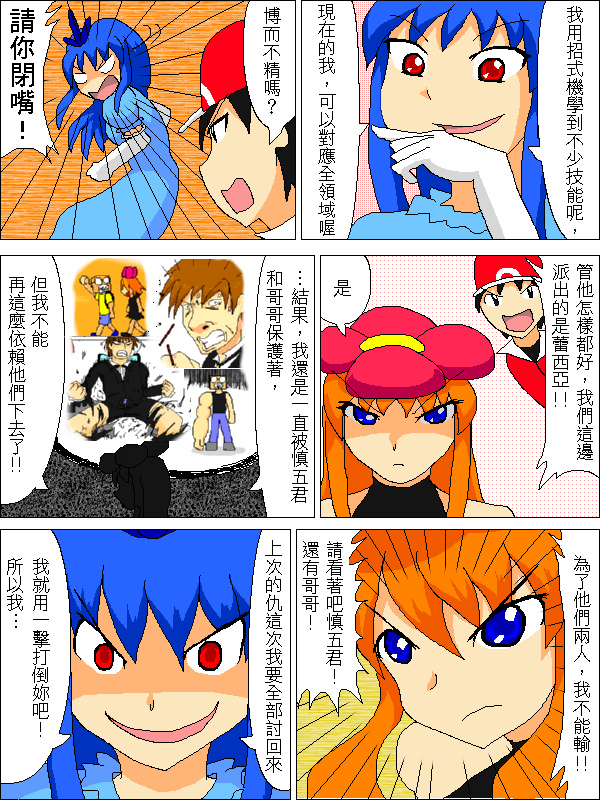 我用招式機學到不少技能呢，
現在的我，可以對應全領域喔
博而不精嗎？
請你閉嘴！
管他怎樣都好，我們這邊
派出的是蕾西亞！！
是
…結果，我還是一直被慎五君
和哥哥保護著，
但我不能
再這麼依賴他們下去了！！
為了他們兩人，我不能輸！！
請看著吧慎五君！
還有哥哥！
上次的仇這次我要全部討回來
我就用一擊打倒妳吧！
所以我…